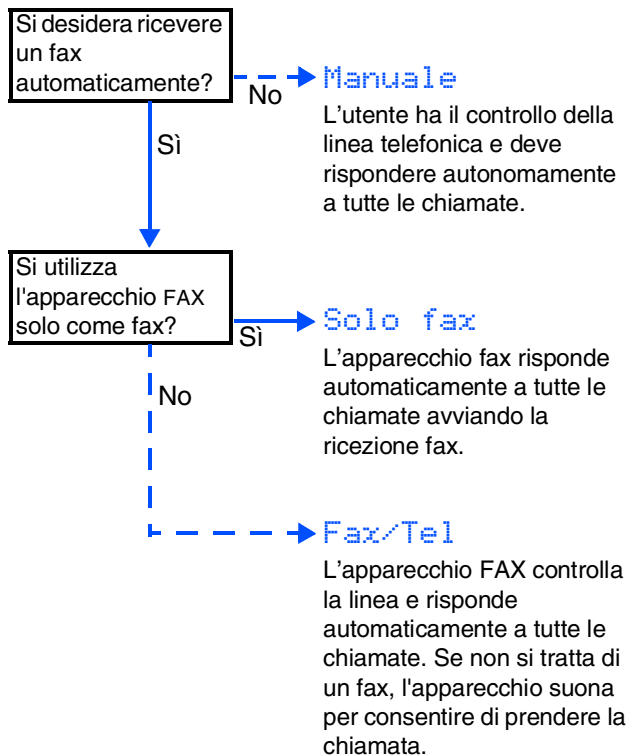 Si desidera ricevere
un fax
automaticamente?
No
Manuale
L'utente ha il controllo della
linea telefonica e deve
rispondere autonomamente
a tutte le chiamate.
Sì
Si utilizza
l'apparecchio FAX
solo come fax?
Sì
Solo fax
L'apparecchio fax risponde
automaticamente a tutte le
chiamate avviando la
ricezione fax.
No
Fax/Tel
L'apparecchio FAX controlla
la linea e risponde
automaticamente a tutte le
chiamate. Se non si tratta di
un fax, l'apparecchio suona
per consentire di prendere la
chiamata.